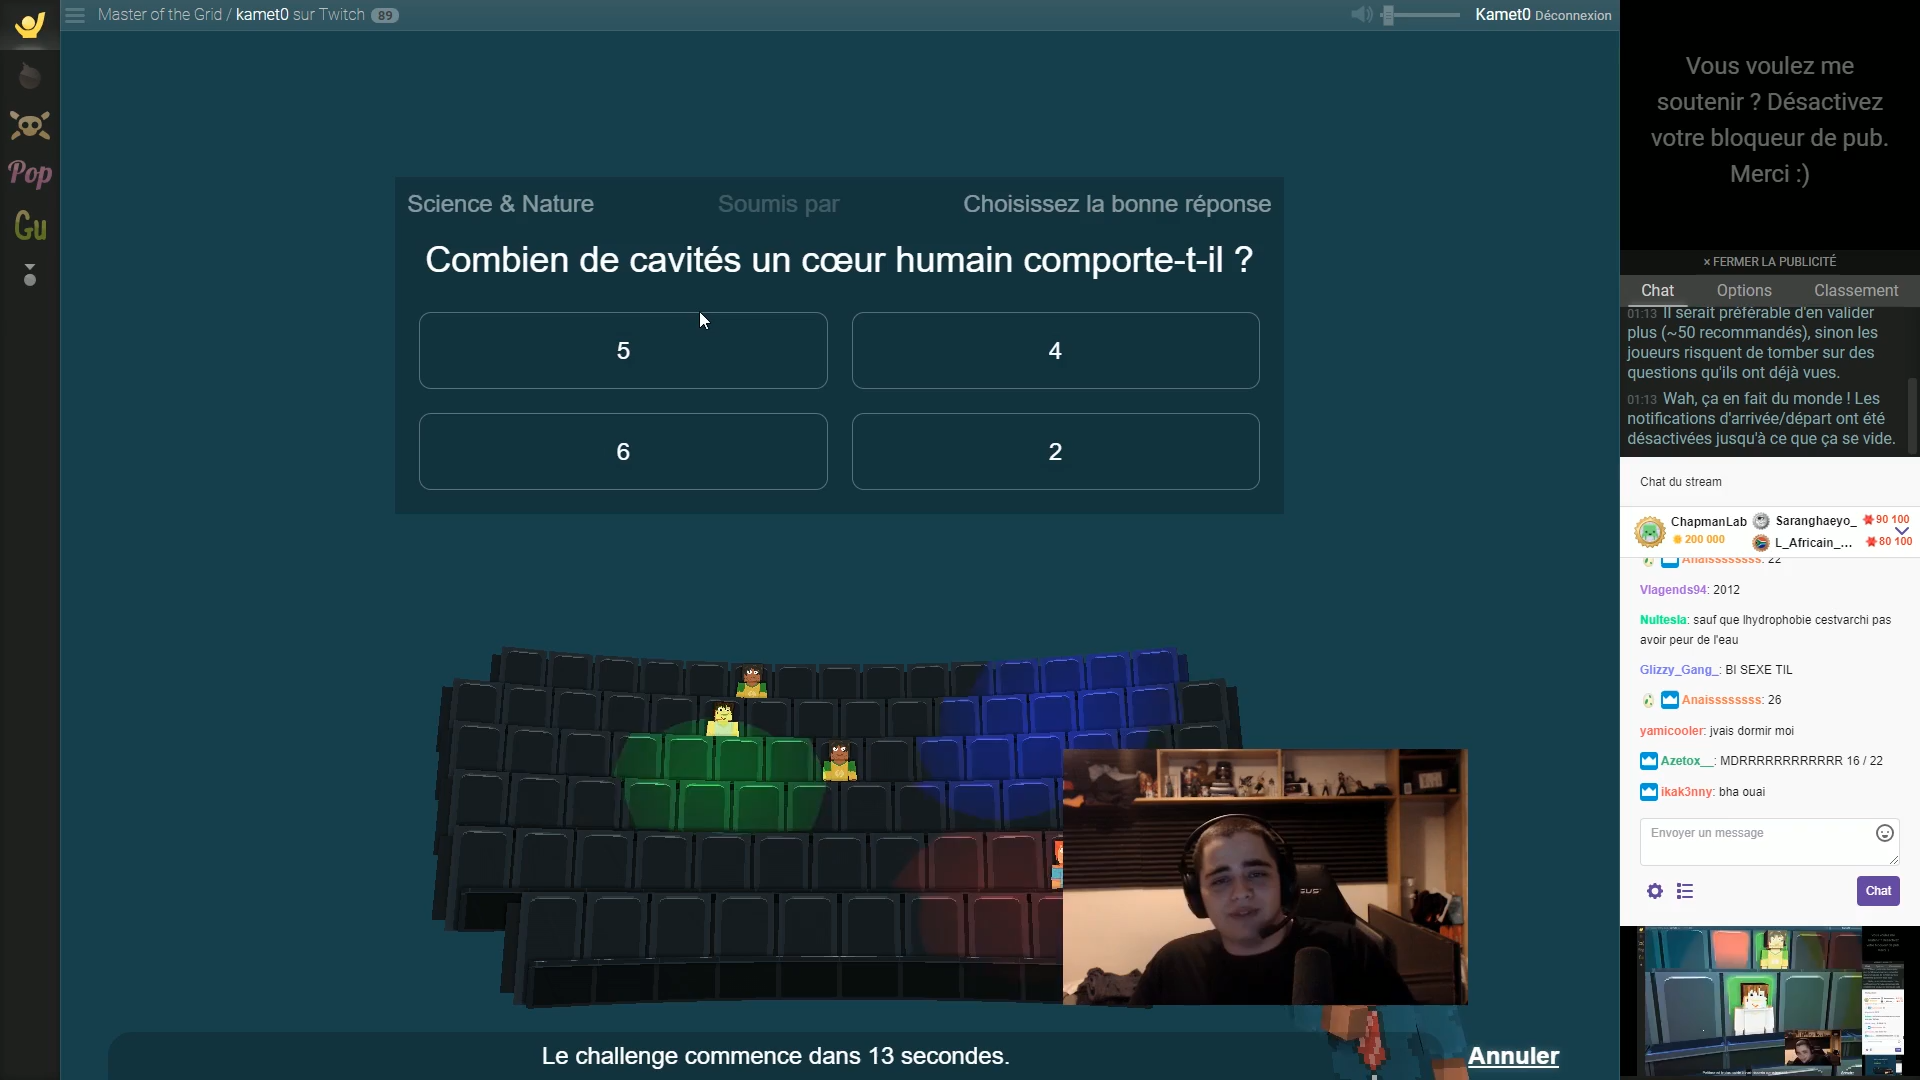 Master of the Grid / kamet0 sur Twitch 89
Kamet0 Déconnexion
Pop
Gu
Science & Nature
Soumis par
Choisissez la bonne réponse
Combien de cavités un cœur humain comporte-t-il ?
5
4
6
2
Le challenge commence dans 13 secondes.
Annuler
Vous voulez me
soutenir ? Désactivez
votre bloqueur de pub.
Merci :)
× FERMER LA PUBLICITÉ
Chat
Options
Classement
01:13 Il serait préférable d'en valider
plus (~50 recommandés), sinon les
joueurs risquent de tomber sur des
questions qu'ils ont déjà vues.
01:13 Wah, ça en fait du monde ! Les
notifications d'arrivée/départ ont été
désactivées jusqu'à ce que ça se vide.
Chat du stream
ChapmanLab
200 000
Saranghaeyo_ 90 100
L_Africain_... 80 100
Anaissssssss: 22
Vlagends94: 2012
Nultesla: sauf que lhydrophobie cestvarchi pas
avoir peur de l'eau
Glizzy_Gang_: BI SEXE TIL
Anaissssssss: 26
yamicooler: jvais dormir moi
Azetox__: MDRRRRRRRRRRRR 16 / 22
ikak3nny: bha ouai
Envoyer un message
Chat